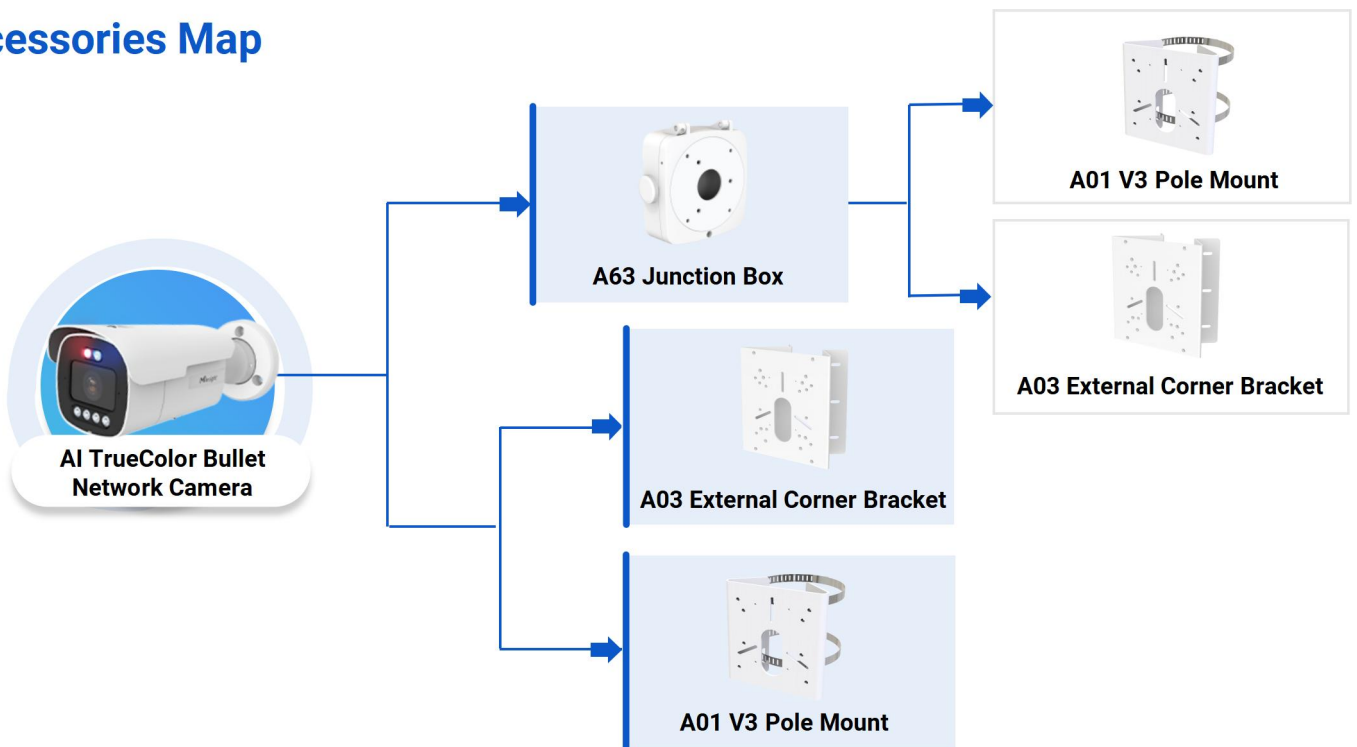 cessories Map
A01 V3 Pole Mount
A63 Junction Box
A03 External Corner Bracket
Milesight
AI TrueColor Bullet
Network Camera
A03 External Corner Bracket
A01 V3 Pole Mount